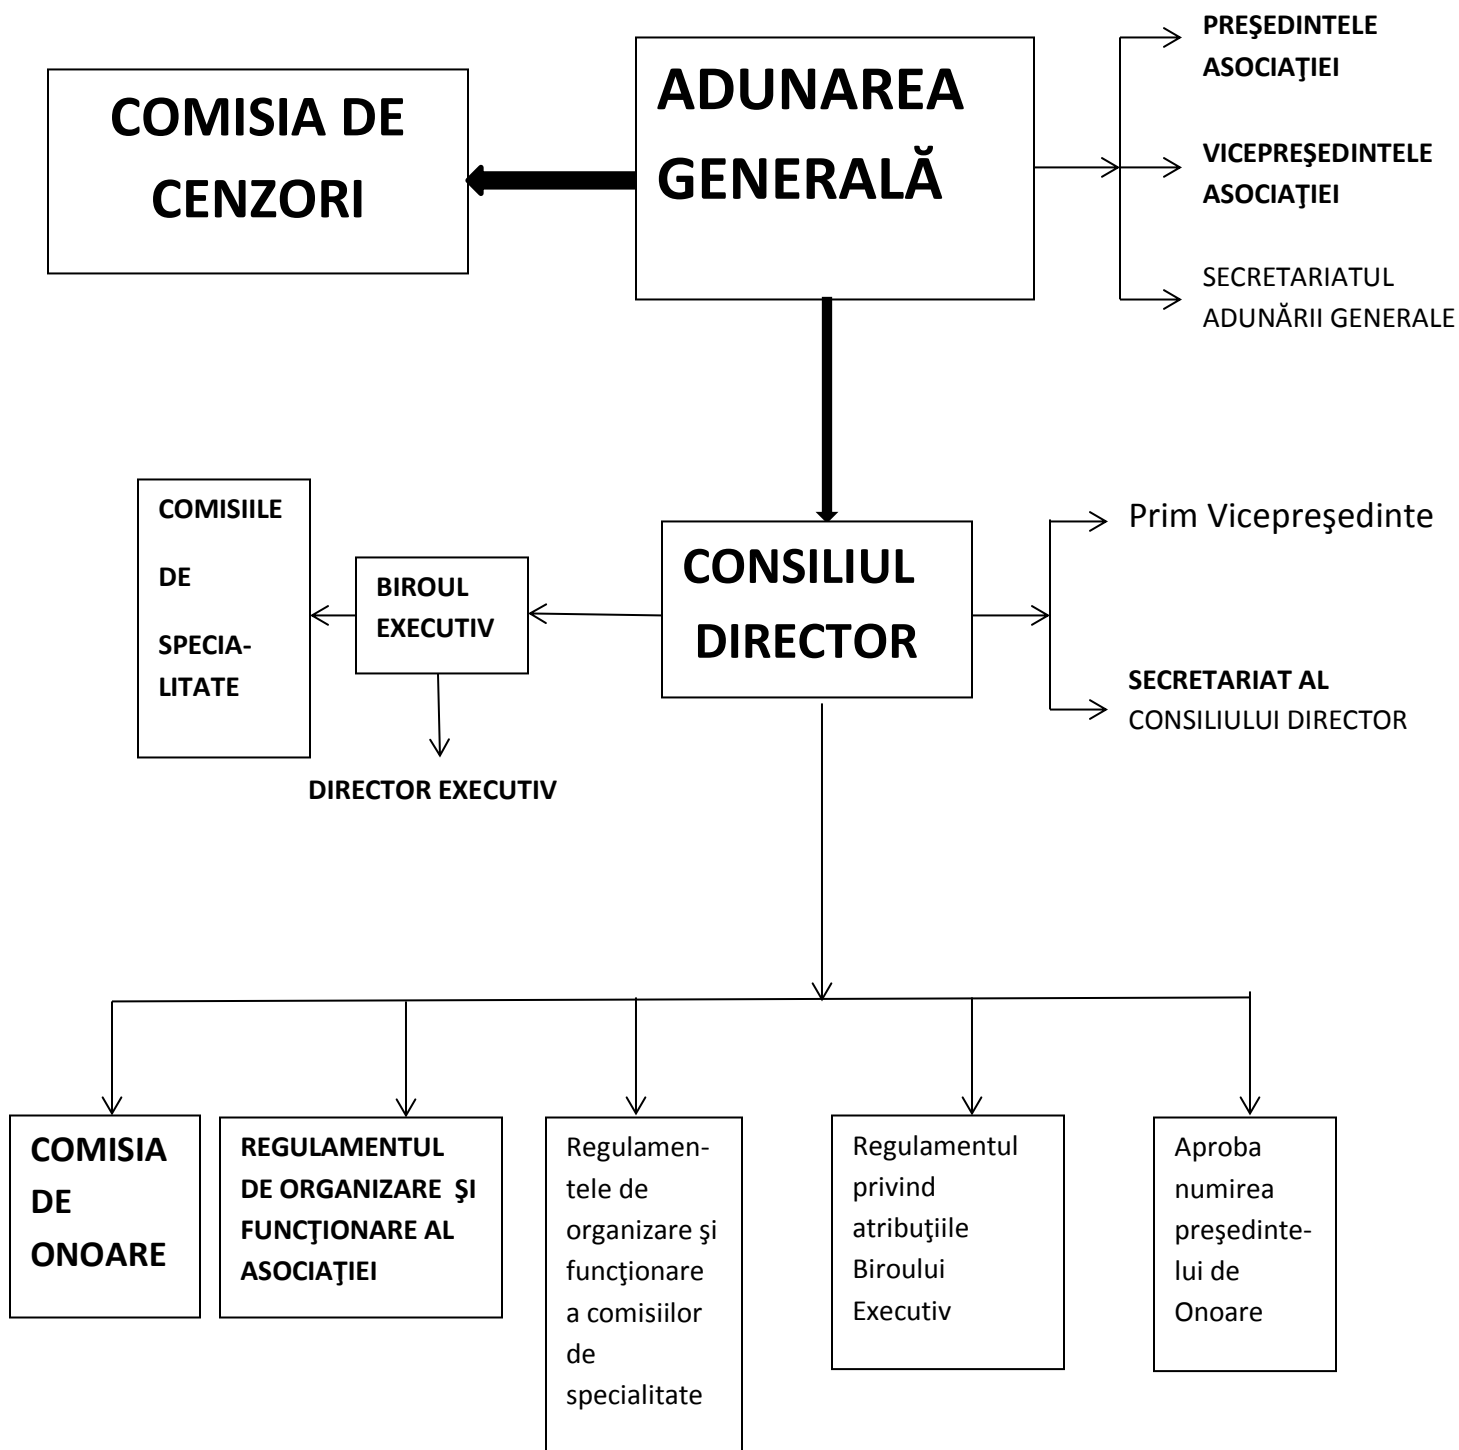 COMISIA DE
CENZORI
ADUNAREA
GENERALĂ
PREŞEDINTELE
ASOCIAŢIEI
VICEPREŞEDINTELE
ASOCIAŢIEI
SECRETARIATUL
ADUNĂRII GENERALE
COMISIILE
DE
SPECIA-
LITATE
BIROUL
EXECUTIV
DIRECTOR EXECUTIV
CONSILIUL
DIRECTOR
Prim Vicepreşedinte
SECRETARIAT AL
CONSILIULUI DIRECTOR
COMISIA
DE
ONOARE
REGULAMENTUL
DE ORGANIZARE ŞI
FUNCŢIONARE AL
ASOCIAŢIEI
Regulamen-
tele de
organizare şi
funcţionare
a comisiilor
de
specialitate
Regulamentul
privind
atribuţiile
Biroului
Executiv
Aproba
numirea
preşedinte-
lui de
Onoare